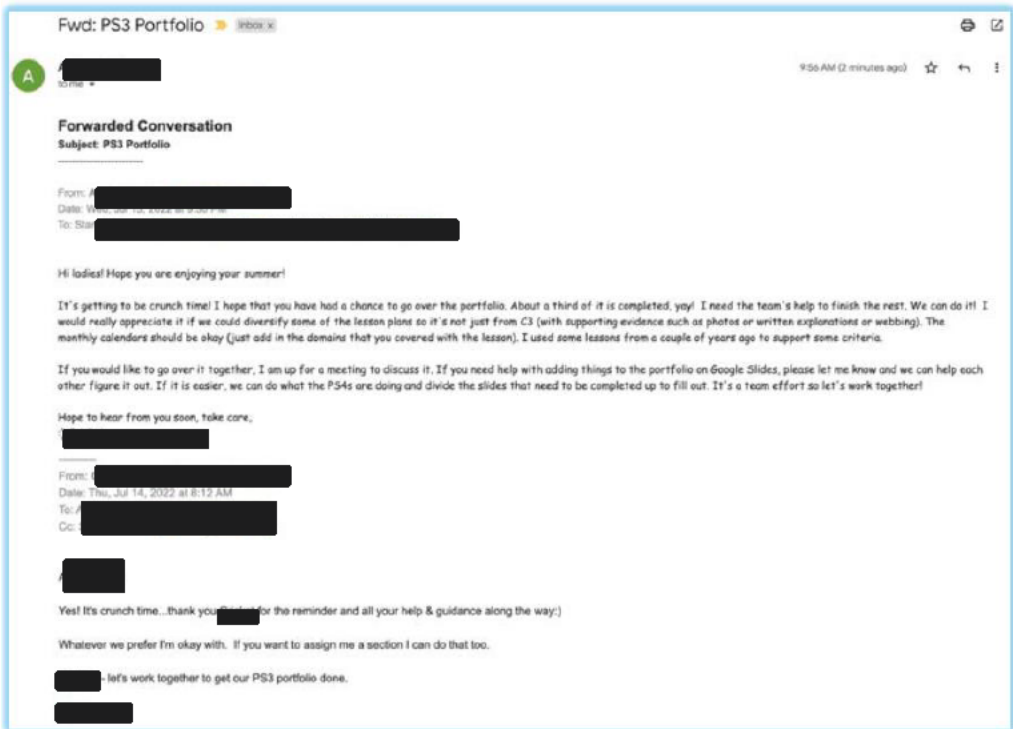 Fwd: PS3 Portfolio Inbox x
A
9:56 AM (2 minutes ago)
to me
Forwarded Conversation
Subject: PS3 Portfolio
------------------------
From: A
Date: Wed, Jul 13, 2022 at PM
To:
Hi ladies! Hope you are enjoying your summer!
It's getting to be crunch time! I hope that you have had a chance to go over the portfolio. About a third of it is completed, yay! I need the team's help to finish the rest. We can do it! I
would really appreciate it if we could diversify some of the lesson plans so it's not just from C3 (with supporting evidence such as photos or written explanations or webbing). The
monthly calendars should be okay (just add in the domains that you covered with the lesson). I used some lessons from a couple of years ago to support some criteria.
If you would like to go over it together, I am up for a meeting to discuss it. If you need help with adding things to the portfolio on Google Slides, please let me know and we can help each
other figure it out. If it is easier, we can do what the PS4s are doing and divide the slides that need to be completed up to fill out. It's a team effort so let's work together!
Hope to hear from you soon, take care,
----------
From:
Date: Thu, Jul 14, 2022 at 8:12 AM
To:
Cc:
Yes! It's crunch time...thank you for the reminder and all your help & guidance along the way:)
Whatever we prefer I'm okay with. If you want to assign me a section I can do that too.
- let's work together to get our PS3 portfolio done.